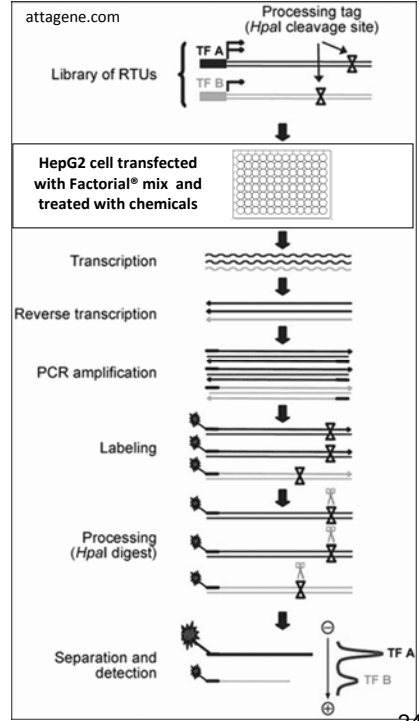 attagene.com
Processing tag
(HpaI cleavage site)
TF A
Library of RTUs
TF B
HepG2 cell transfected
with Factorial® mix and
treated with chemicals
Transcription
Reverse transcription
PCR amplification
Labeling
Processing
(HpaI digest)
Separation and
detection
TF A
TF B